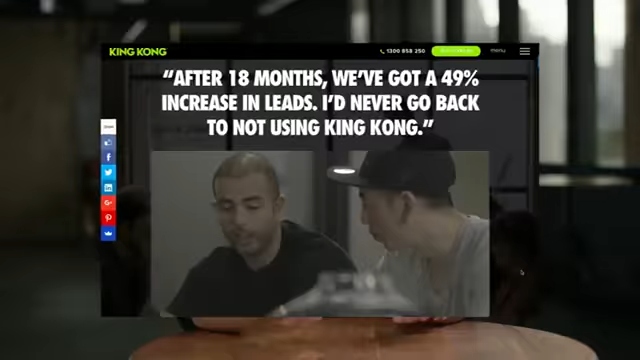 KING KONG
1300 858 250
menu
“AFTER 18 MONTHS, WE’VE GOT A 49%
INCREASE IN LEADS. I’D NEVER GO BACK
TO NOT USING KING KONG.”